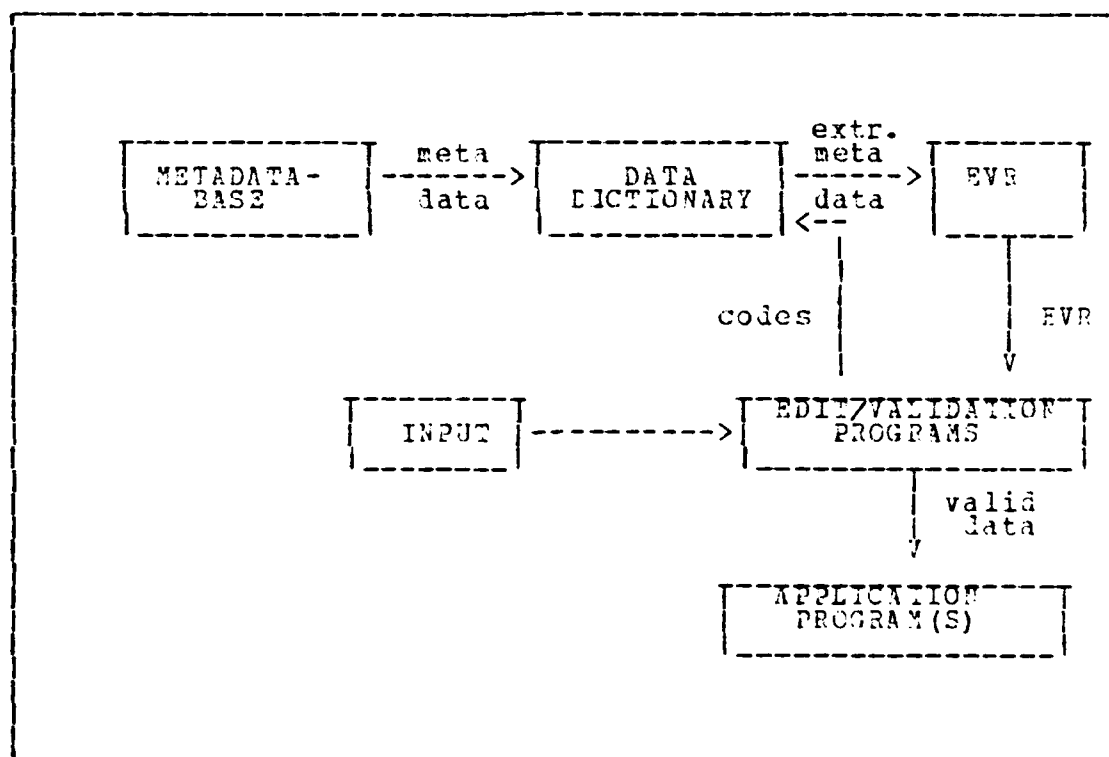 METADATA-
BASE
meta
data
DATA
DICTIONARY
extr.
meta
data
EVR
codes
EVR
INPUT
EDIT/VALIDATION
PROGRAMS
valid
data
APPLICATION
PROGRAM(S)